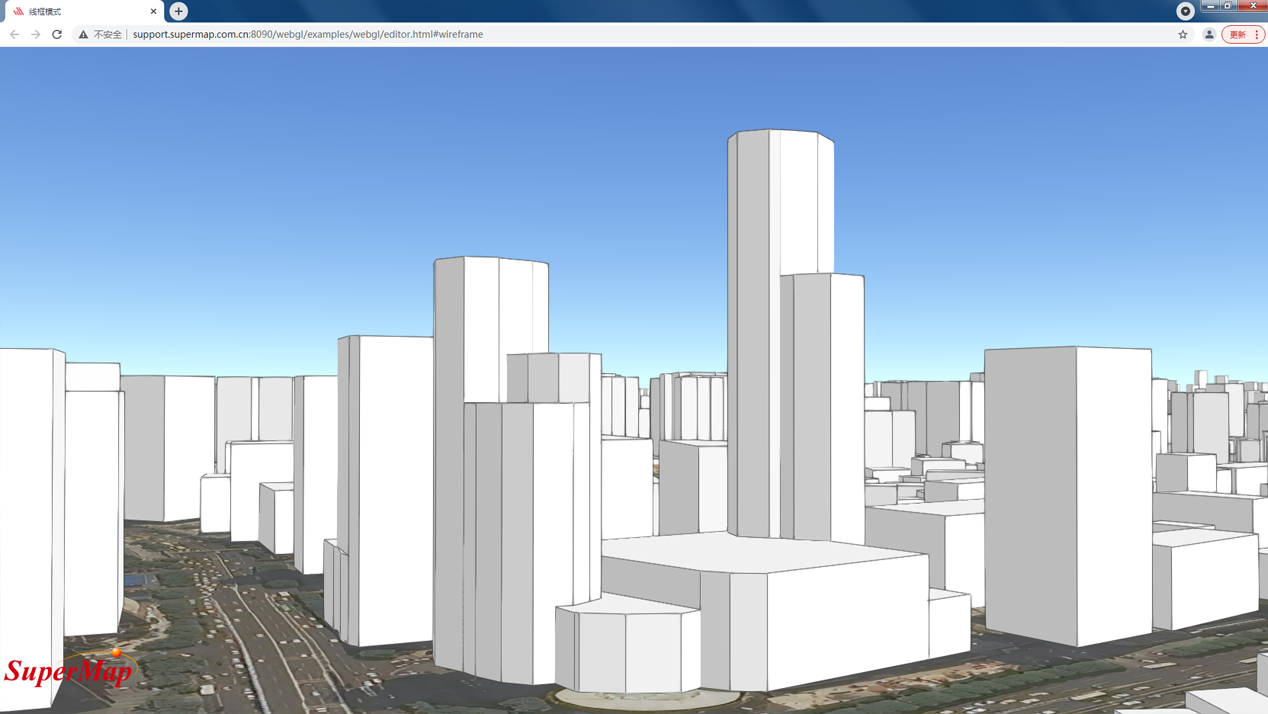 线框模式
不安全 support.supermap.com.cn:8090/webgl/examples/webgl/editor.html#wireframe
更新
SuperMap